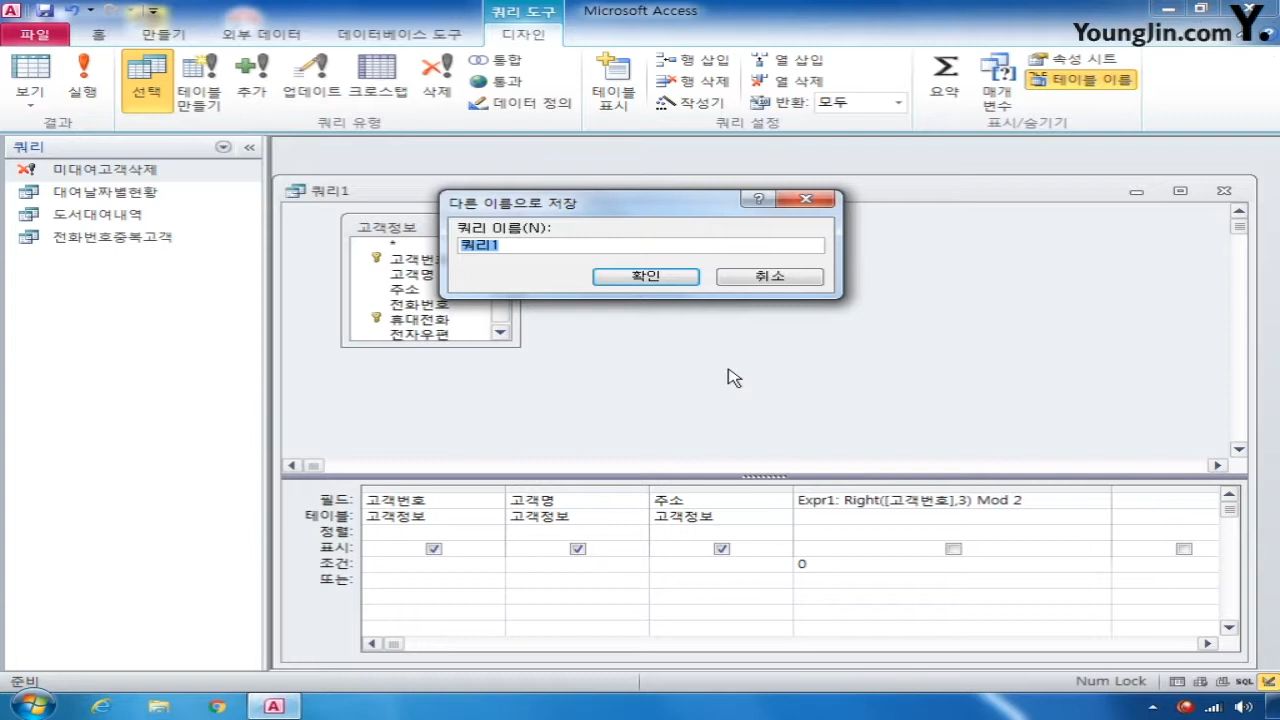 쿼리 도구
Microsoft Access
파일 홈 만들기 외부 데이터 데이터베이스 도구 디자인
YoungJin.com Y.
보기 실행 선택 테이블 만들기 추가 업데이트 크로스탭 삭제
통합
통과
데이터 정의
테이블 표시
행 삽입
행 삭제
작성기
열 삽입
열 삭제
반환: 모두
요약
매개 변수
속성 시트
테이블 이름
결과 쿼리 유형 쿼리 설정 표시/숨기기
쿼리
미대여고객삭제
대여날짜별현황
도서대여내역
전화번호중복고객
쿼리1
다른 이름으로 저장
쿼리 이름(N):
쿼리1
확인 취소
고객정보
*
고객명
주소
전화번호
휴대전화
전자우편
필드: 고객번호 고객명 주소 Expr1: Right([고객번호],3) Mod 2
테이블: 고객정보 고객정보 고객정보
정렬:
표시:
조건: 0
또는:
준비
Num Lock
SQL